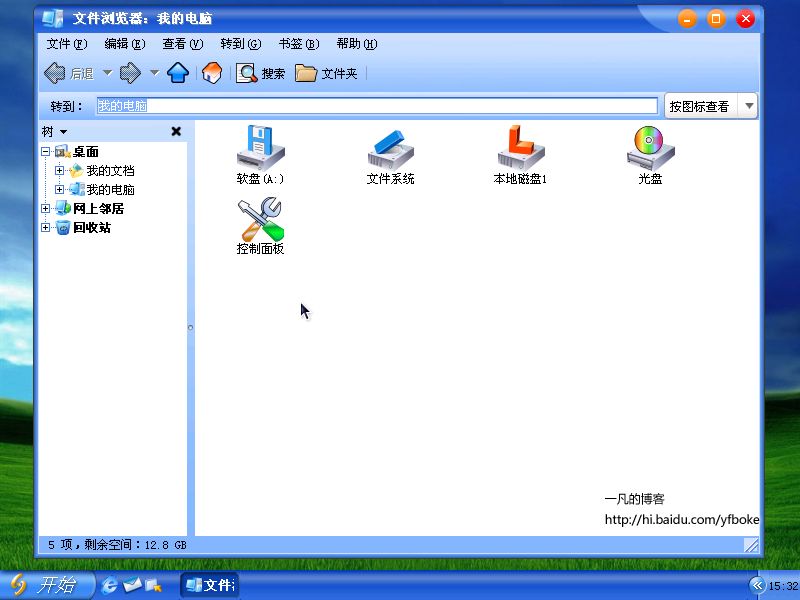 文件浏览器：我的电脑
文件(F) 编辑(E) 查看(V) 转到(G) 书签(B) 帮助(H)
后退 搜索 文件夹
转到： 我的电脑 按图标查看
树
桌面
我的文档
我的电脑
网上邻居
回收站
软盘(A:) 文件系统 本地磁盘1 光盘
控制面板
一凡的博客
http://hi.baidu.com/yfboke
5 项，剩余空间：12.8 GB
开始 文件 15:32